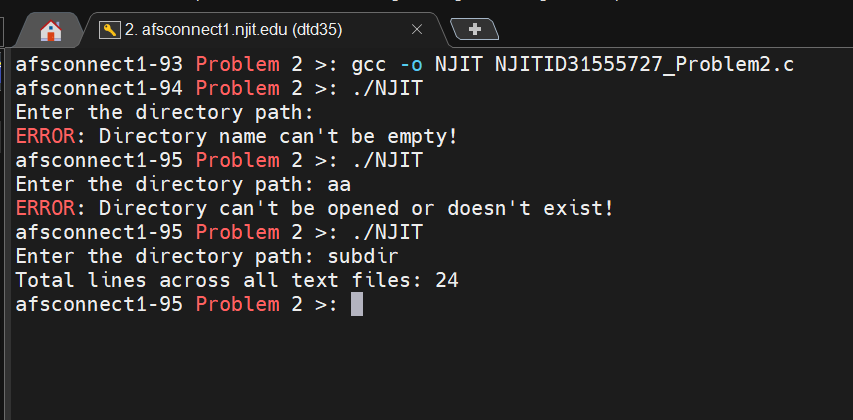 2. afsconnect1.njit.edu (dtd35)
afsconnect1-93 Problem 2 >: gcc -o NJIT NJITID31555727_Problem2.c
afsconnect1-94 Problem 2 >: ./NJIT
Enter the directory path:
ERROR: Directory name can't be empty!
afsconnect1-95 Problem 2 >: ./NJIT
Enter the directory path: aa
ERROR: Directory can't be opened or doesn't exist!
afsconnect1-95 Problem 2 >: ./NJIT
Enter the directory path: subdir
Total lines across all text files: 24
afsconnect1-95 Problem 2 >: